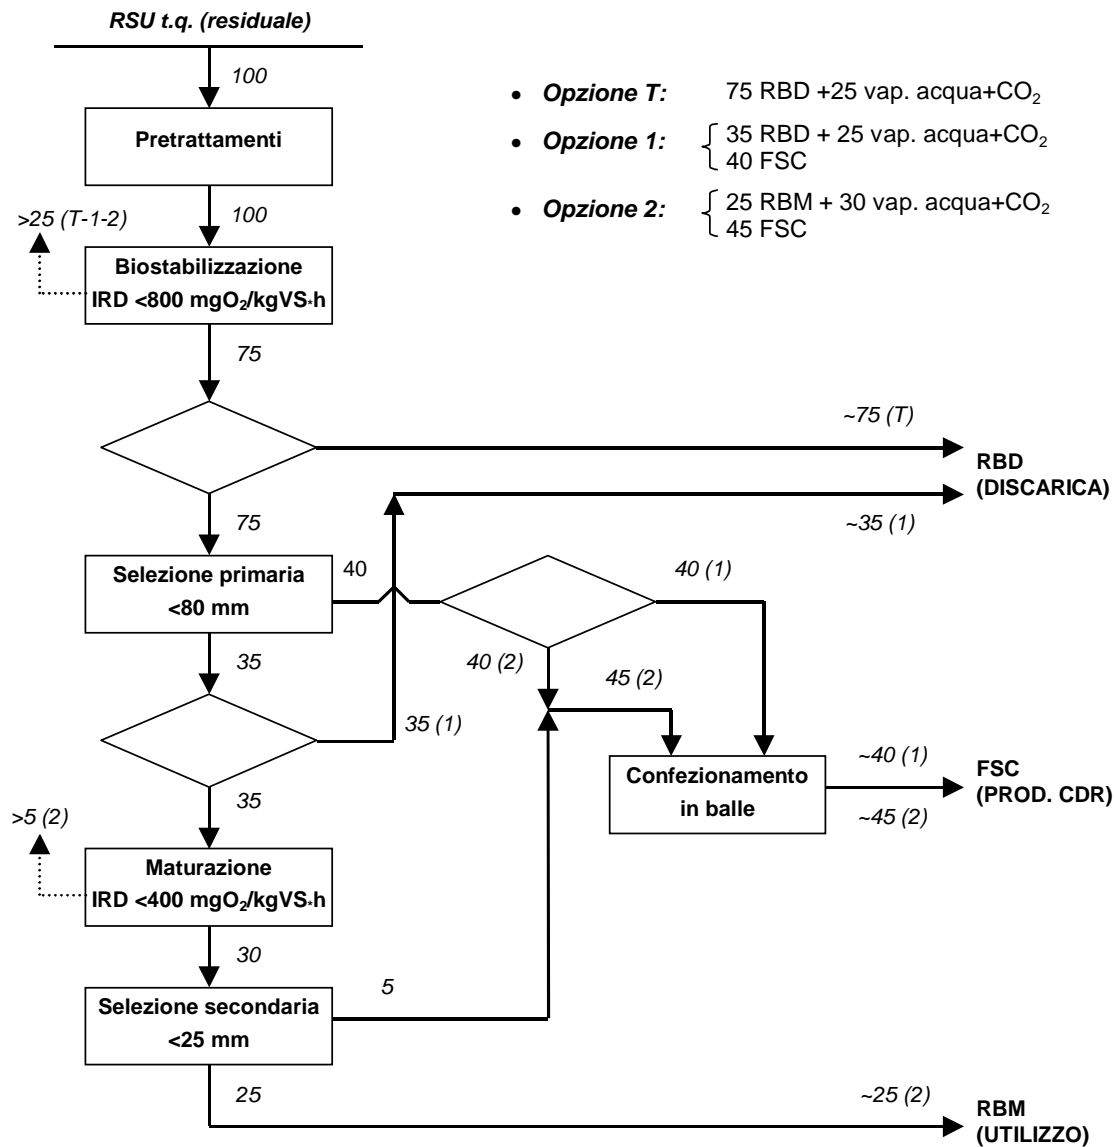 RSU t.q. (residuale)
100
• Opzione T: 75 RBD +25 vap. acqua+CO₂
Pretrattamenti
• Opzione 1: { 35 RBD + 25 vap. acqua+CO₂
40 FSC
• Opzione 2: { 25 RBM + 30 vap. acqua+CO₂
45 FSC
100
>25 (T-1-2)
Biostabilizzazione
IRD <800 mgO₂/kgVS*h
75
~75 (T)
RBD
(DISCARICA)
~35 (1)
75
Selezione primaria
<80 mm
40
40 (1)
35
40 (2)
45 (2)
35 (1)
Confezionamento
in balle
~40 (1)
FSC
(PROD. CDR)
~45 (2)
35
>5 (2)
Maturazione
IRD <400 mgO₂/kgVS*h
30
Selezione secondaria
<25 mm
5
25
~25 (2)
RBM
(UTILIZZO)